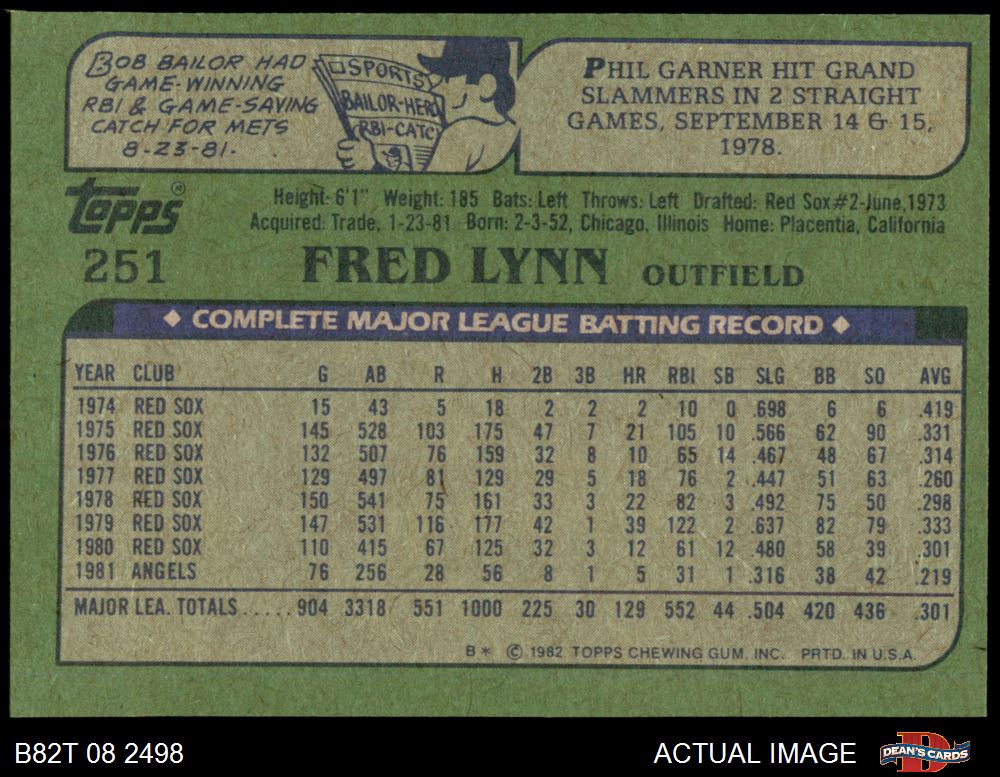 BOB BAILOR HAD
GAME-WINNING
RBI & GAME-SAVING
CATCH FOR METS
8-23-81.
SPORTS
BAILOR-HERO
RBI-CATC
PHIL GARNER HIT GRAND
SLAMMERS IN 2 STRAIGHT
GAMES, SEPTEMBER 14 & 15,
1978.
Topps®
Height: 6'1" Weight: 185 Bats: Left Throws: Left Drafted: Red Sox #2-June, 1973
Acquired: Trade, 1-23-81 Born: 2-3-52, Chicago, Illinois Home: Placentia, California
251 FRED LYNN OUTFIELD
◆ COMPLETE MAJOR LEAGUE BATTING RECORD ◆
YEAR CLUB G AB R H 2B 3B HR RBI SB SLG BB SO AVG
1974 RED SOX 15 43 5 18 2 2 2 10 0 .698 6 6 .419
1975 RED SOX 145 528 103 175 47 7 21 105 10 .566 62 90 .331
1976 RED SOX 132 507 76 159 32 8 10 65 14 .467 48 67 .314
1977 RED SOX 129 497 81 129 29 5 18 76 2 .447 51 63 .260
1978 RED SOX 150 541 75 161 33 3 22 82 3 .492 75 50 .298
1979 RED SOX 147 531 116 177 42 1 39 122 2 .637 82 79 .333
1980 RED SOX 110 415 67 125 32 3 12 61 12 .480 58 39 .301
1981 ANGELS 76 256 28 56 8 1 5 31 1 .316 38 42 .219
MAJOR LEA. TOTALS.....904 3318 551 1000 225 30 129 552 44 .504 420 436 .301
B* © 1982 TOPPS CHEWING GUM, INC. PRTD. IN U.S.A.
B82T 08 2498
ACTUAL IMAGE
D
DEAN'S CARDS